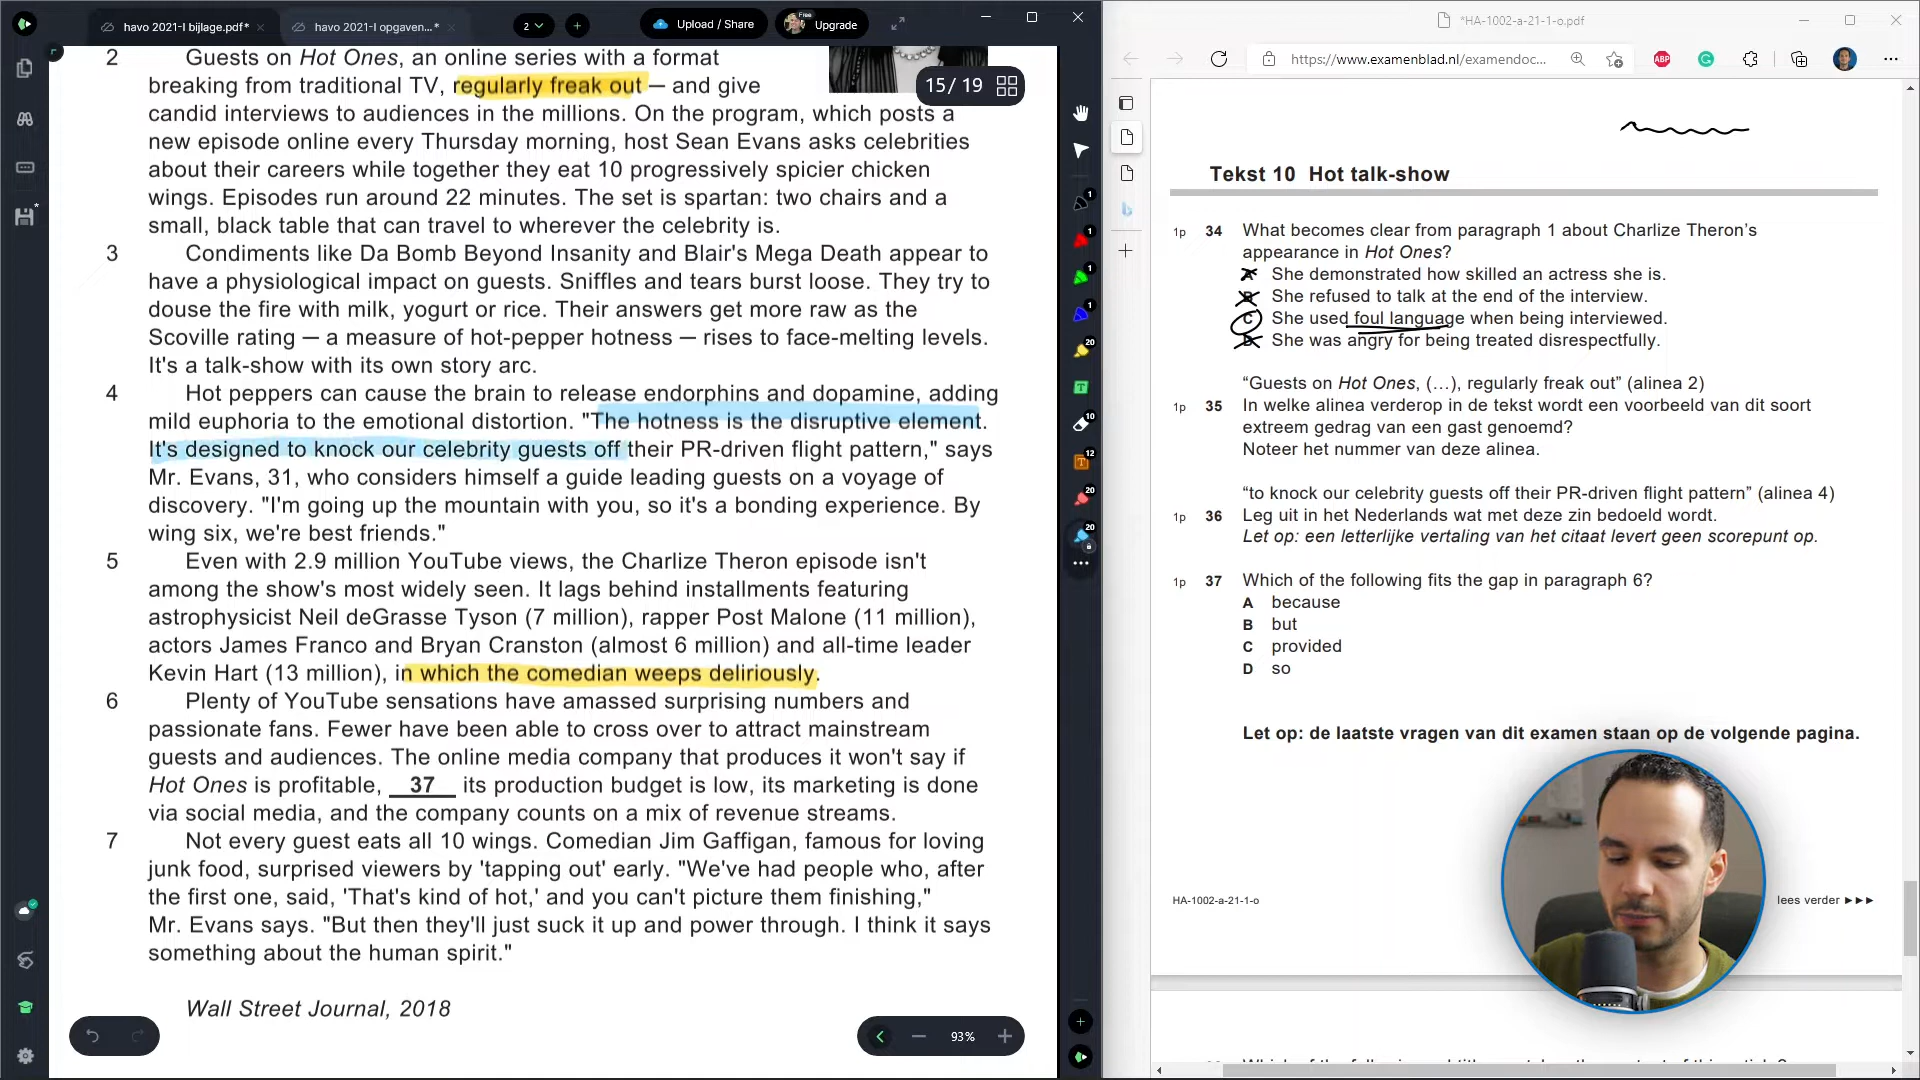 havo 2021-I bijlage.pdf*
havo 2021-I opgaven...*
2
Upload / Share
Free
Upgrade
2 Guests on Hot Ones, an online series with a format
breaking from traditional TV, regularly freak out — and give
candid interviews to audiences in the millions. On the program, which posts a
new episode online every Thursday morning, host Sean Evans asks celebrities
about their careers while together they eat 10 progressively spicier chicken
wings. Episodes run around 22 minutes. The set is spartan: two chairs and a
small, black table that can travel to wherever the celebrity is.
3 Condiments like Da Bomb Beyond Insanity and Blair's Mega Death appear to
have a physiological impact on guests. Sniffles and tears burst loose. They try to
douse the fire with milk, yogurt or rice. Their answers get more raw as the
Scoville rating — a measure of hot-pepper hotness — rises to face-melting levels.
It's a talk-show with its own story arc.
4 Hot peppers can cause the brain to release endorphins and dopamine, adding
mild euphoria to the emotional distortion. "The hotness is the disruptive element.
It's designed to knock our celebrity guests off their PR-driven flight pattern," says
Mr. Evans, 31, who considers himself a guide leading guests on a voyage of
discovery. "I'm going up the mountain with you, so it's a bonding experience. By
wing six, we're best friends."
5 Even with 2.9 million YouTube views, the Charlize Theron episode isn't
among the show's most widely seen. It lags behind installments featuring
astrophysicist Neil deGrasse Tyson (7 million), rapper Post Malone (11 million),
actors James Franco and Bryan Cranston (almost 6 million) and all-time leader
Kevin Hart (13 million), in which the comedian weeps deliriously.
6 Plenty of YouTube sensations have amassed surprising numbers and
passionate fans. Fewer have been able to cross over to attract mainstream
guests and audiences. The online media company that produces it won't say if
Hot Ones is profitable, 37 its production budget is low, its marketing is done
via social media, and the company counts on a mix of revenue streams.
7 Not every guest eats all 10 wings. Comedian Jim Gaffigan, famous for loving
junk food, surprised viewers by 'tapping out' early. "We've had people who, after
the first one, said, 'That's kind of hot,' and you can't picture them finishing,"
Mr. Evans says. "But then they'll just suck it up and power through. I think it says
something about the human spirit."
Wall Street Journal, 2018
15/ 19
93%
1
1
1
1
20
10
12
20
20
*HA-1002-a-21-1-o.pdf
https://www.examenblad.nl/examendoc...
ABP
Tekst 10 Hot talk-show
1p 34 What becomes clear from paragraph 1 about Charlize Theron's
appearance in Hot Ones?
A She demonstrated how skilled an actress she is.
B She refused to talk at the end of the interview.
C She used foul language when being interviewed.
D She was angry for being treated disrespectfully.
"Guests on Hot Ones, (…), regularly freak out" (alinea 2)
1p 35 In welke alinea verderop in de tekst wordt een voorbeeld van dit soort
extreem gedrag van een gast genoemd?
Noteer het nummer van deze alinea.
"to knock our celebrity guests off their PR-driven flight pattern" (alinea 4)
1p 36 Leg uit in het Nederlands wat met deze zin bedoeld wordt.
Let op: een letterlijke vertaling van het citaat levert geen scorepunt op.
1p 37 Which of the following fits the gap in paragraph 6?
A because
B but
C provided
D so
Let op: de laatste vragen van dit examen staan op de volgende pagina.
HA-1002-a-21-1-o
lees verder ►►►